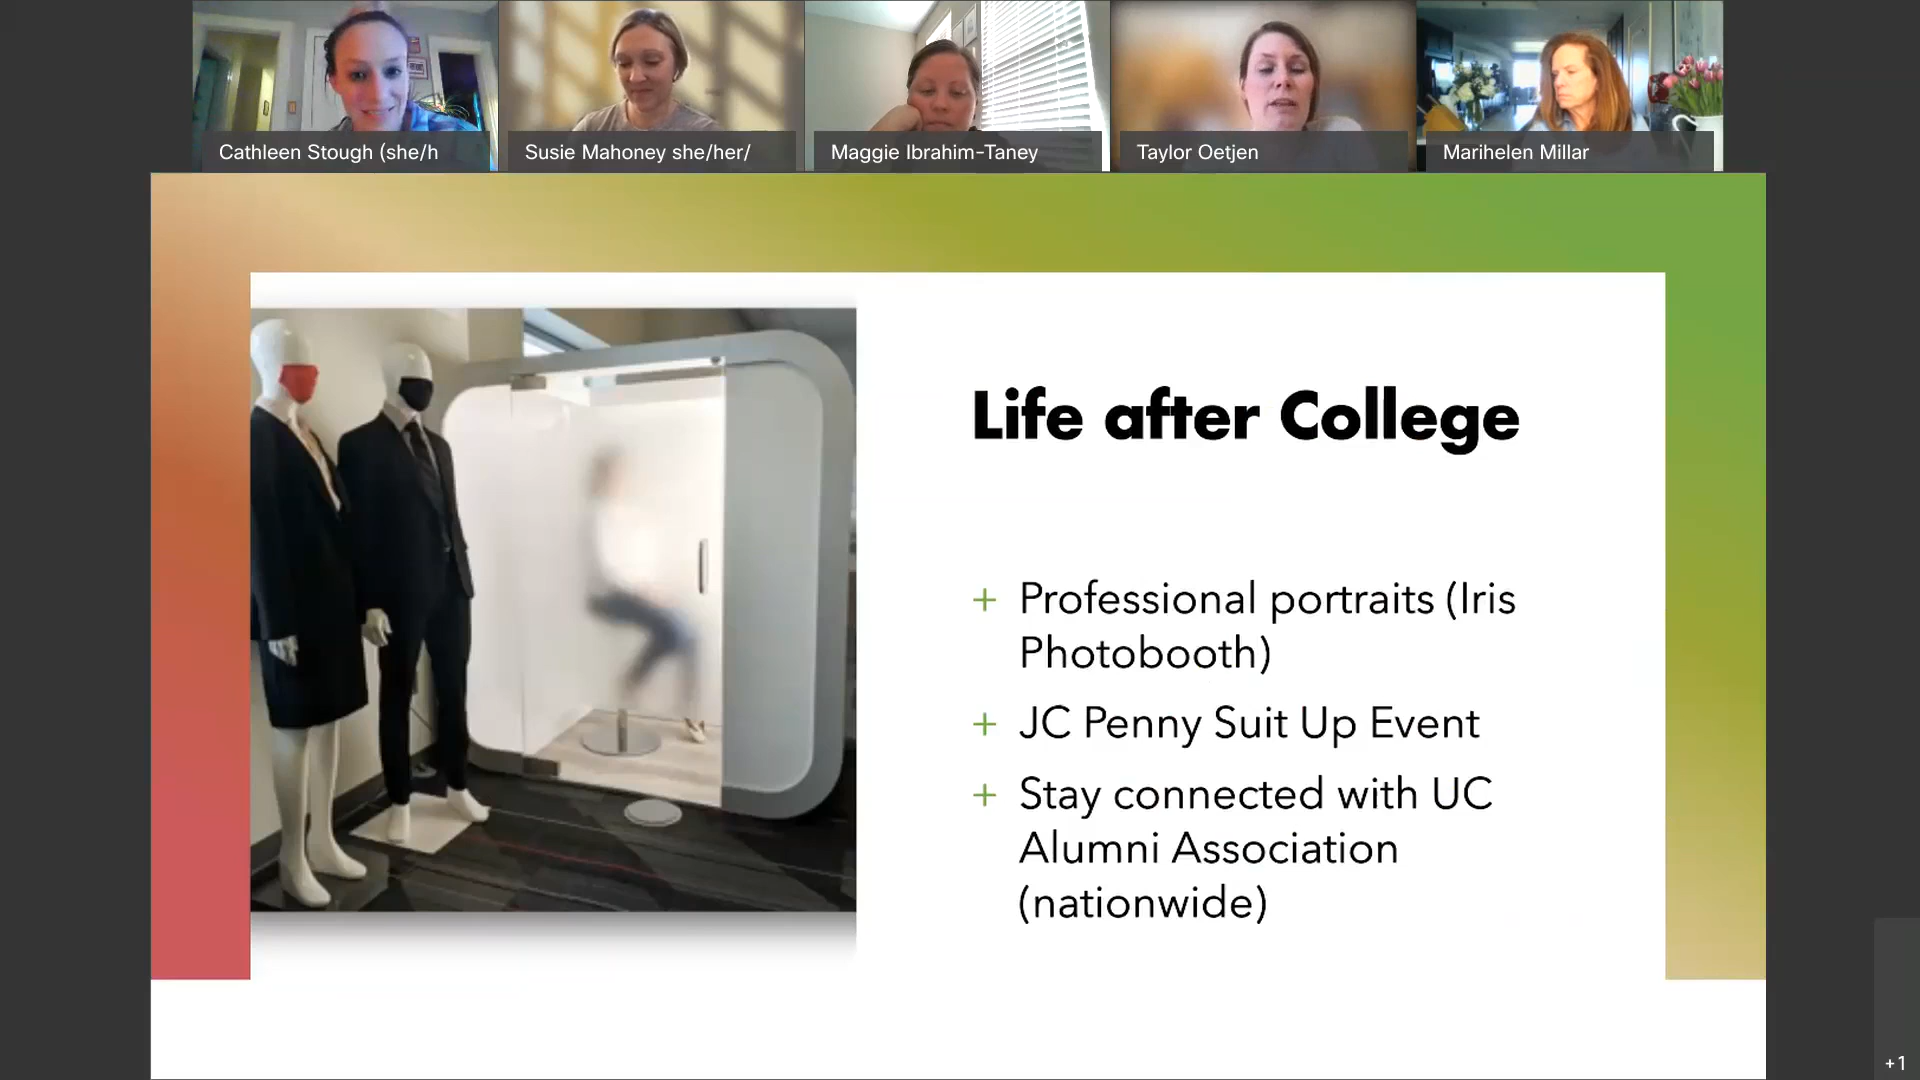 Cathleen Stough (she/h
Susie Mahoney she/her/
Maggie Ibrahim-Taney
Taylor Oetjen
Marihelen Millar
Life after College
+ Professional portraits (Iris
Photobooth)
+ JC Penny Suit Up Event
+ Stay connected with UC
Alumni Association
(nationwide)
+1